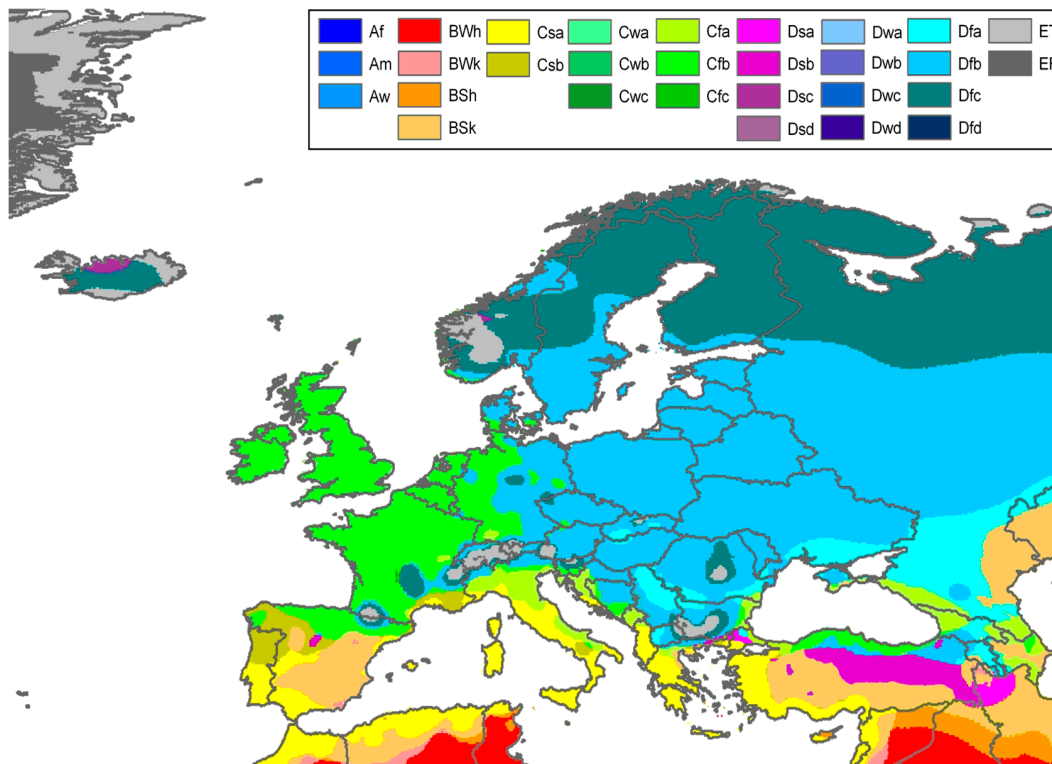 Af BWh Csa Cwa Cfa Dsa Dwa Dfa ET
Am BWk Csb Cwb Cfb Dsb Dwb Dfb
Aw BSh Cwc Cfc Dsc Dwc Dfc
BSk Dsd Dwd Dfd